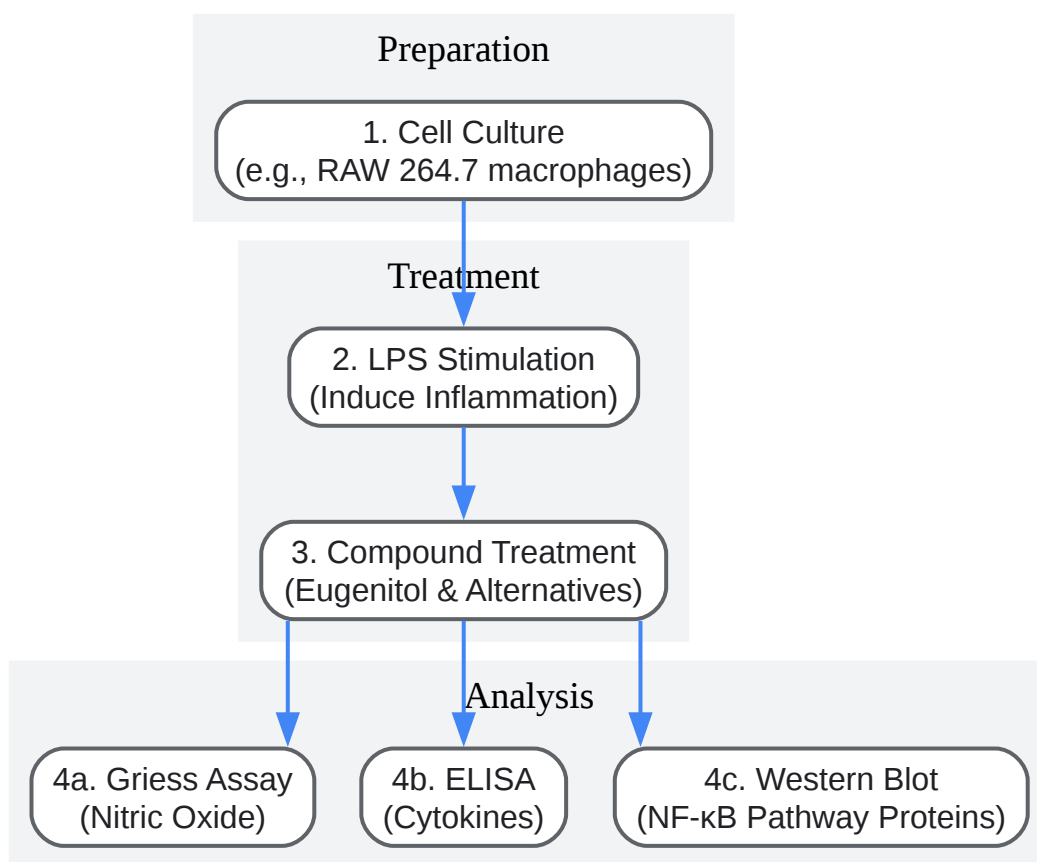 Preparation
1. Cell Culture
(e.g., RAW 264.7 macrophages)
Treatment
2. LPS Stimulation
(Induce Inflammation)
3. Compound Treatment
(Eugenitol & Alternatives)
Analysis
4a. Griess Assay
(Nitric Oxide)
4b. ELISA
(Cytokines)
4c. Western Blot
(NF-κB Pathway Proteins)